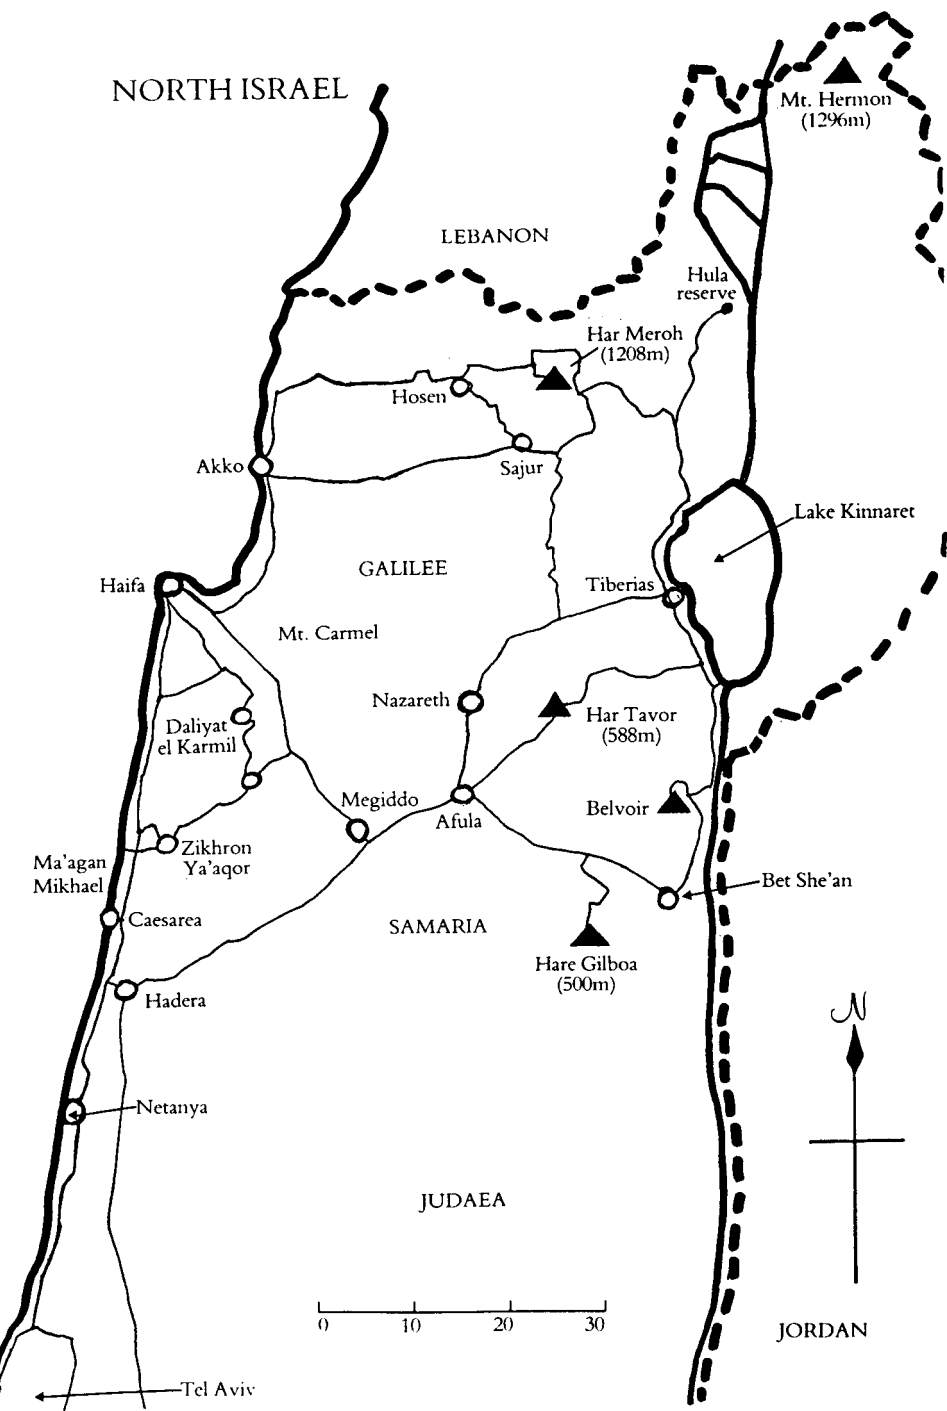 NORTH ISRAEL
Mt. Hermon
(1296m)
LEBANON
Hula
reserve
Har Meroh
(1208m)
Hosen
Akko
Sajur
Lake Kinnaret
GALILEE
Haifa
Tiberias
Mt. Carmel
Nazareth
Har Tavor
(588m)
Daliyat
el Karmil
Megiddo
Belvoir
Afula
Zikhron
Ya'aqor
Ma'agan
Mikhael
Bet She'an
Caesarea
SAMARIA
Hare Gilboa
(500m)
Hadera
N
Netanya
JUDAEA
0 10 20 30
JORDAN
Tel Aviv